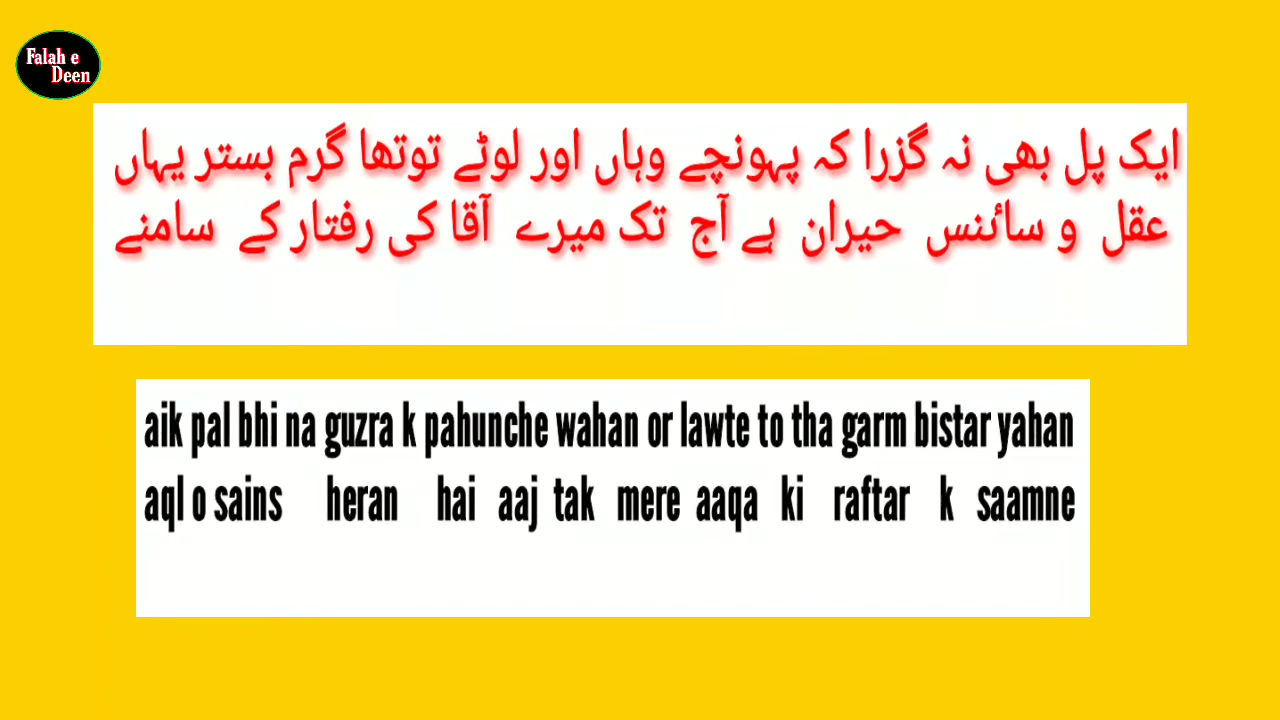 Falah e
Deen
ایک پل بھی نہ گزرا کہ پہونچے وہاں اور لوٹے توتھا گرم بستر یہاں
عقل و سائنس حیران ہے آج تک میرے آقا کی رفتار کے سامنے
aik pal bhi na guzra k pahunche wahan or lawte to tha garm bistar yahan
aql o sains heran hai aaj tak mere aaqa ki raftar k saamne